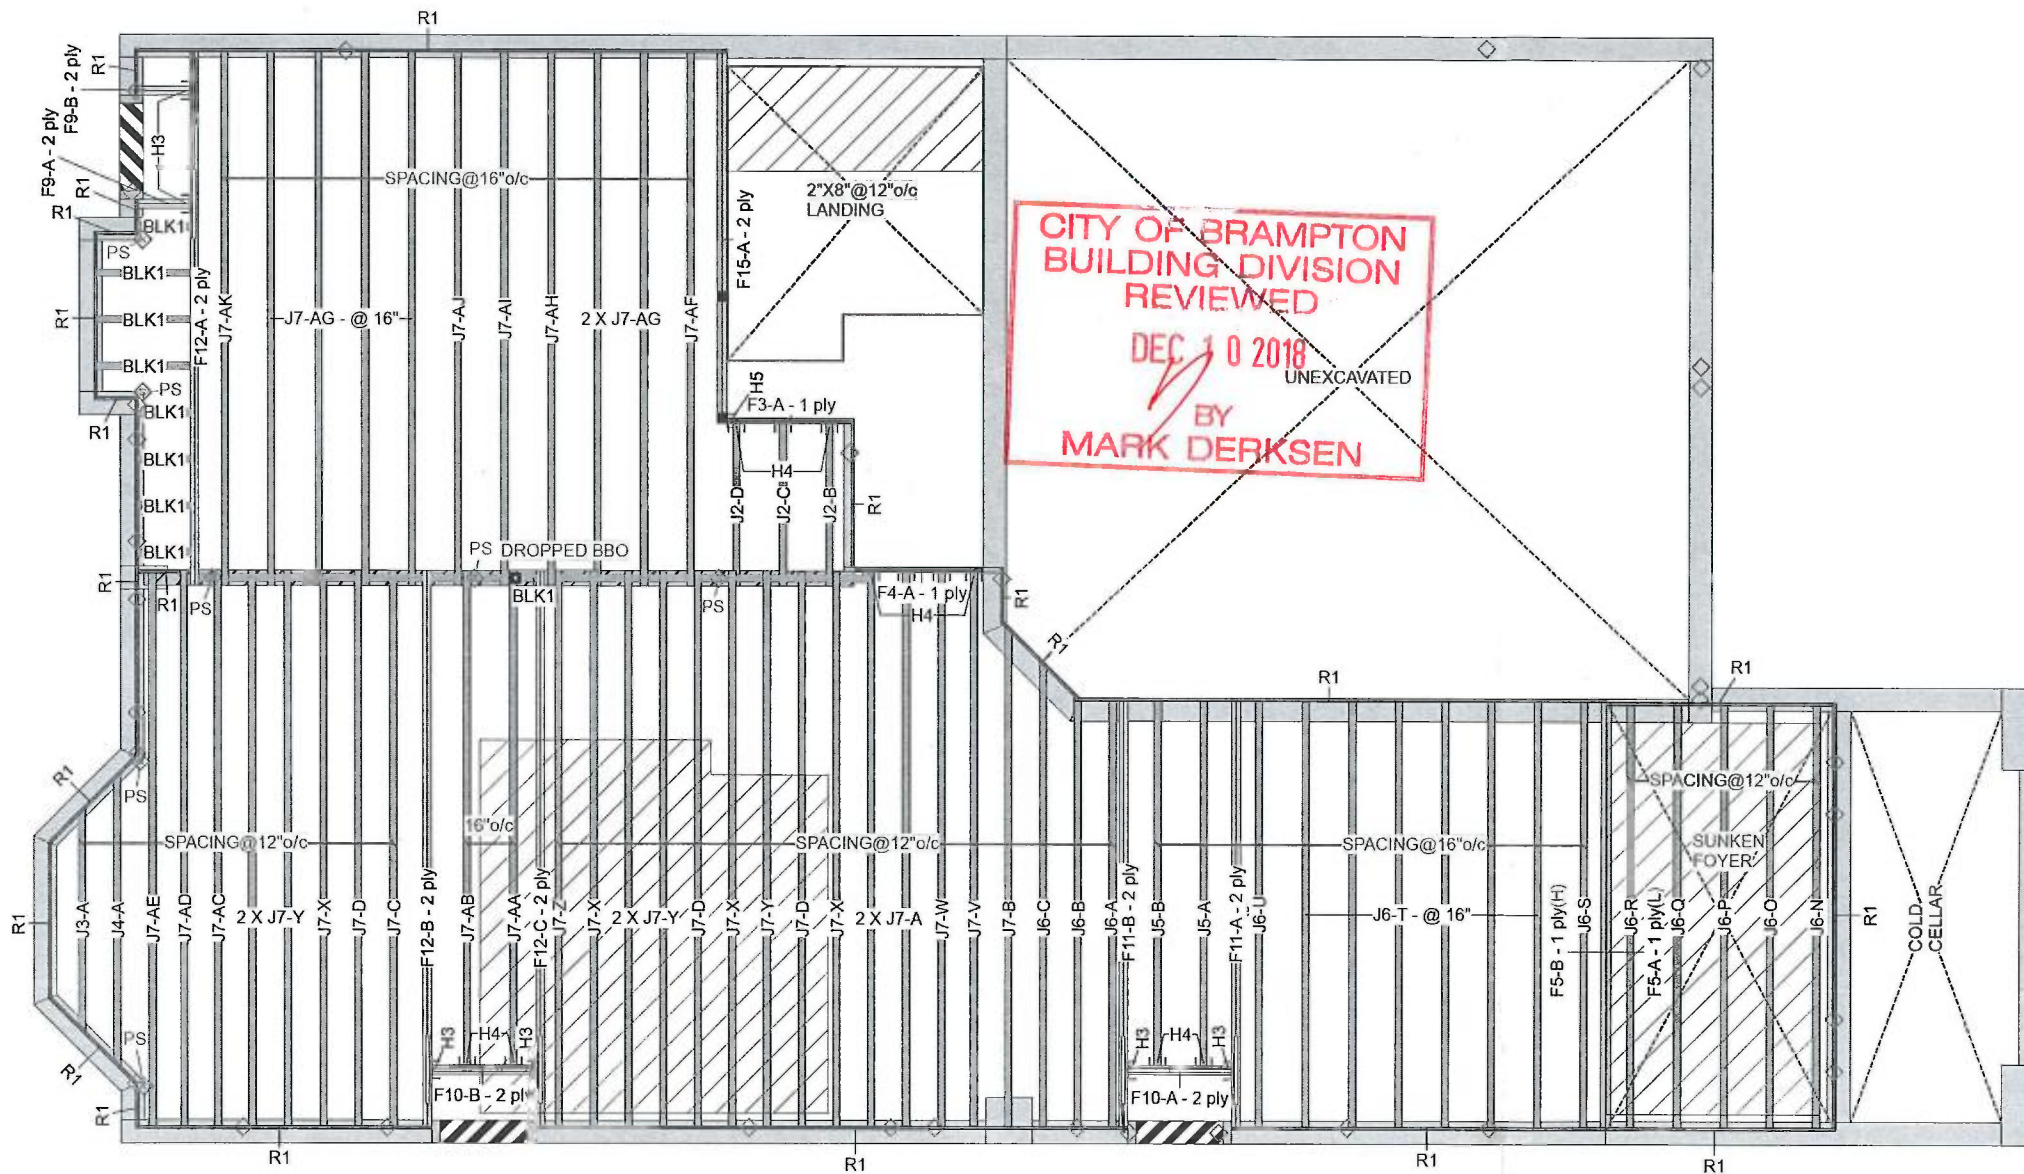 R1
R1
F9-B - 2 ply
F9-A - 2 ply
H3
R1
R1
PS
BLK1
BLK1
BLK1
BLK1
R1
PS
R1
BLK1
BLK1
BLK1
BLK1
F12-A - 2 ply
J7-AK
SPACING@16"o/c
J7-AG - @ 16"
J7-AJ
J7-AI
J7-AH
2 X J7-AG
J7-AF
F15-A - 2 ply
2"X8"@12"o/c
LANDING
CITY OF BRAMPTON
BUILDING DIVISION
REVIEWED
DEC 10 2018
BY
MARK DERKSEN
UNEXCAVATED
H5
F3-A - 1 ply
H4
J2-D
J2-C
J2-B
R1
PS DROPPED BBO
BLK1
PS
R1
R1
PS
F4-A - 1 ply
H4
R1
R1
R1
R1
R1
PS
SPACING@12"o/c
16"o/c
SPACING@12"o/c
SPACING@16"o/c
SPACING@12"o/c
SUNKEN
FOYER
R1
J3-A
J4-A
J7-AE
J7-AD
J7-AC
2 X J7-Y
J7-X
J7-D
J7-C
F12-B - 2 ply
J7-AB
J7-AA
F12-C - 2 ply
J7-Z
J7-X
2 X J7-Y
J7-D
J7-X
J7-Y
J7-D
J7-X
2 X J7-A
J7-W
J7-V
J7-B
J6-C
J6-B
J6-A
F11-B - 2 ply
J5-B
J5-A
F11-A - 2 ply
J6-U
J6-T - @ 16"
J6-S
F5-B - 1 ply(H)
J6-R
F5-A - 1 ply(L)
J6-Q
J6-P
J6-O
J6-N
R1
COLD
CELLAR
PS
R1
R1
H3
H4
H3
F10-B - 2 ply
H3
H4
H3
F10-A - 2 ply
R1
R1
R1
R1